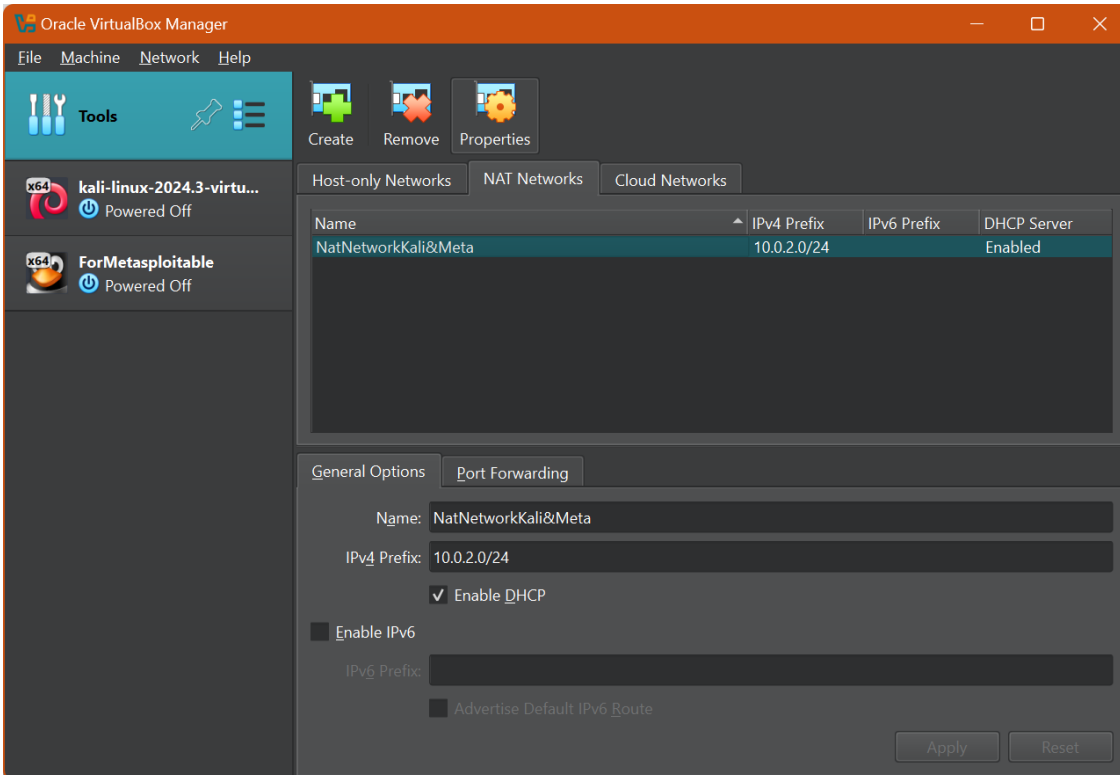 Oracle VirtualBox Manager
File Machine Network Help
Tools
x64
kali-linux-2024.3-virtu...
Powered Off
x64
ForMetasploitable
Powered Off
Create Remove Properties
Host-only Networks NAT Networks Cloud Networks
Name IPv4 Prefix IPv6 Prefix DHCP Server
NatNetworkKali&Meta 10.0.2.0/24 Enabled
General Options Port Forwarding
Name: NatNetworkKali&Meta
IPv4 Prefix: 10.0.2.0/24
Enable DHCP
Enable IPv6
IPv6 Prefix:
Advertise Default IPv6 Route
Apply Reset